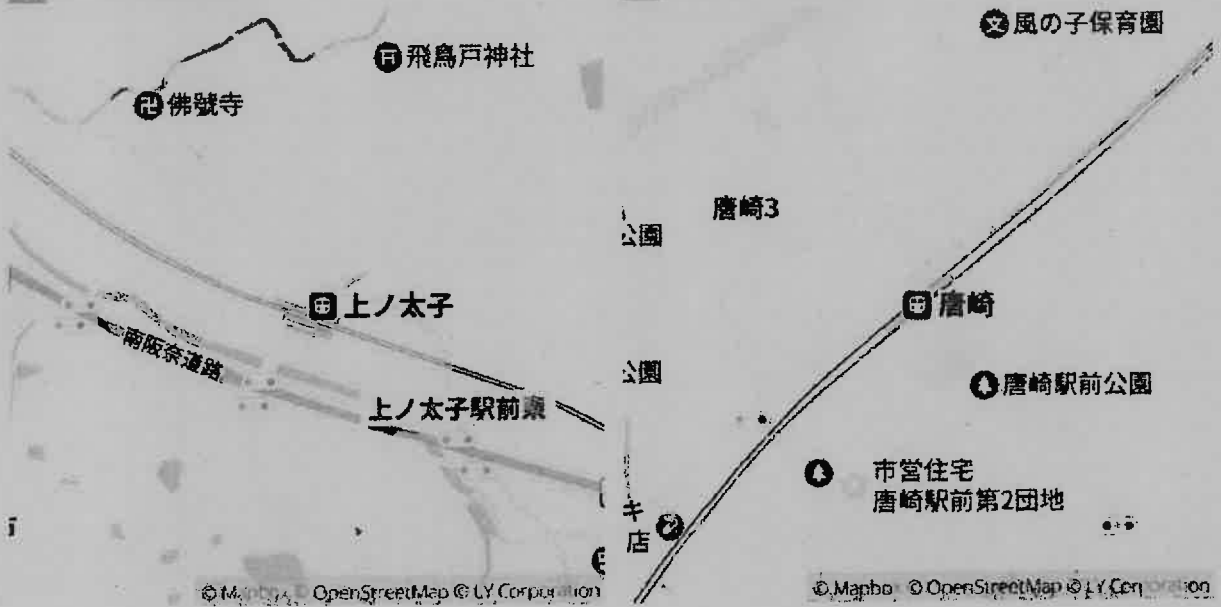 飛鳥戸神社
佛號寺
上ノ太子
南阪奈道路
上ノ太子駅前
© OpenStreetMap © LY Corporation
風の子保育園
唐崎3
公園
唐崎
公園
唐崎駅前公園
市営住宅
唐崎駅前第2団地
キ
店
© Mapbo © OpenStreetMap © LY